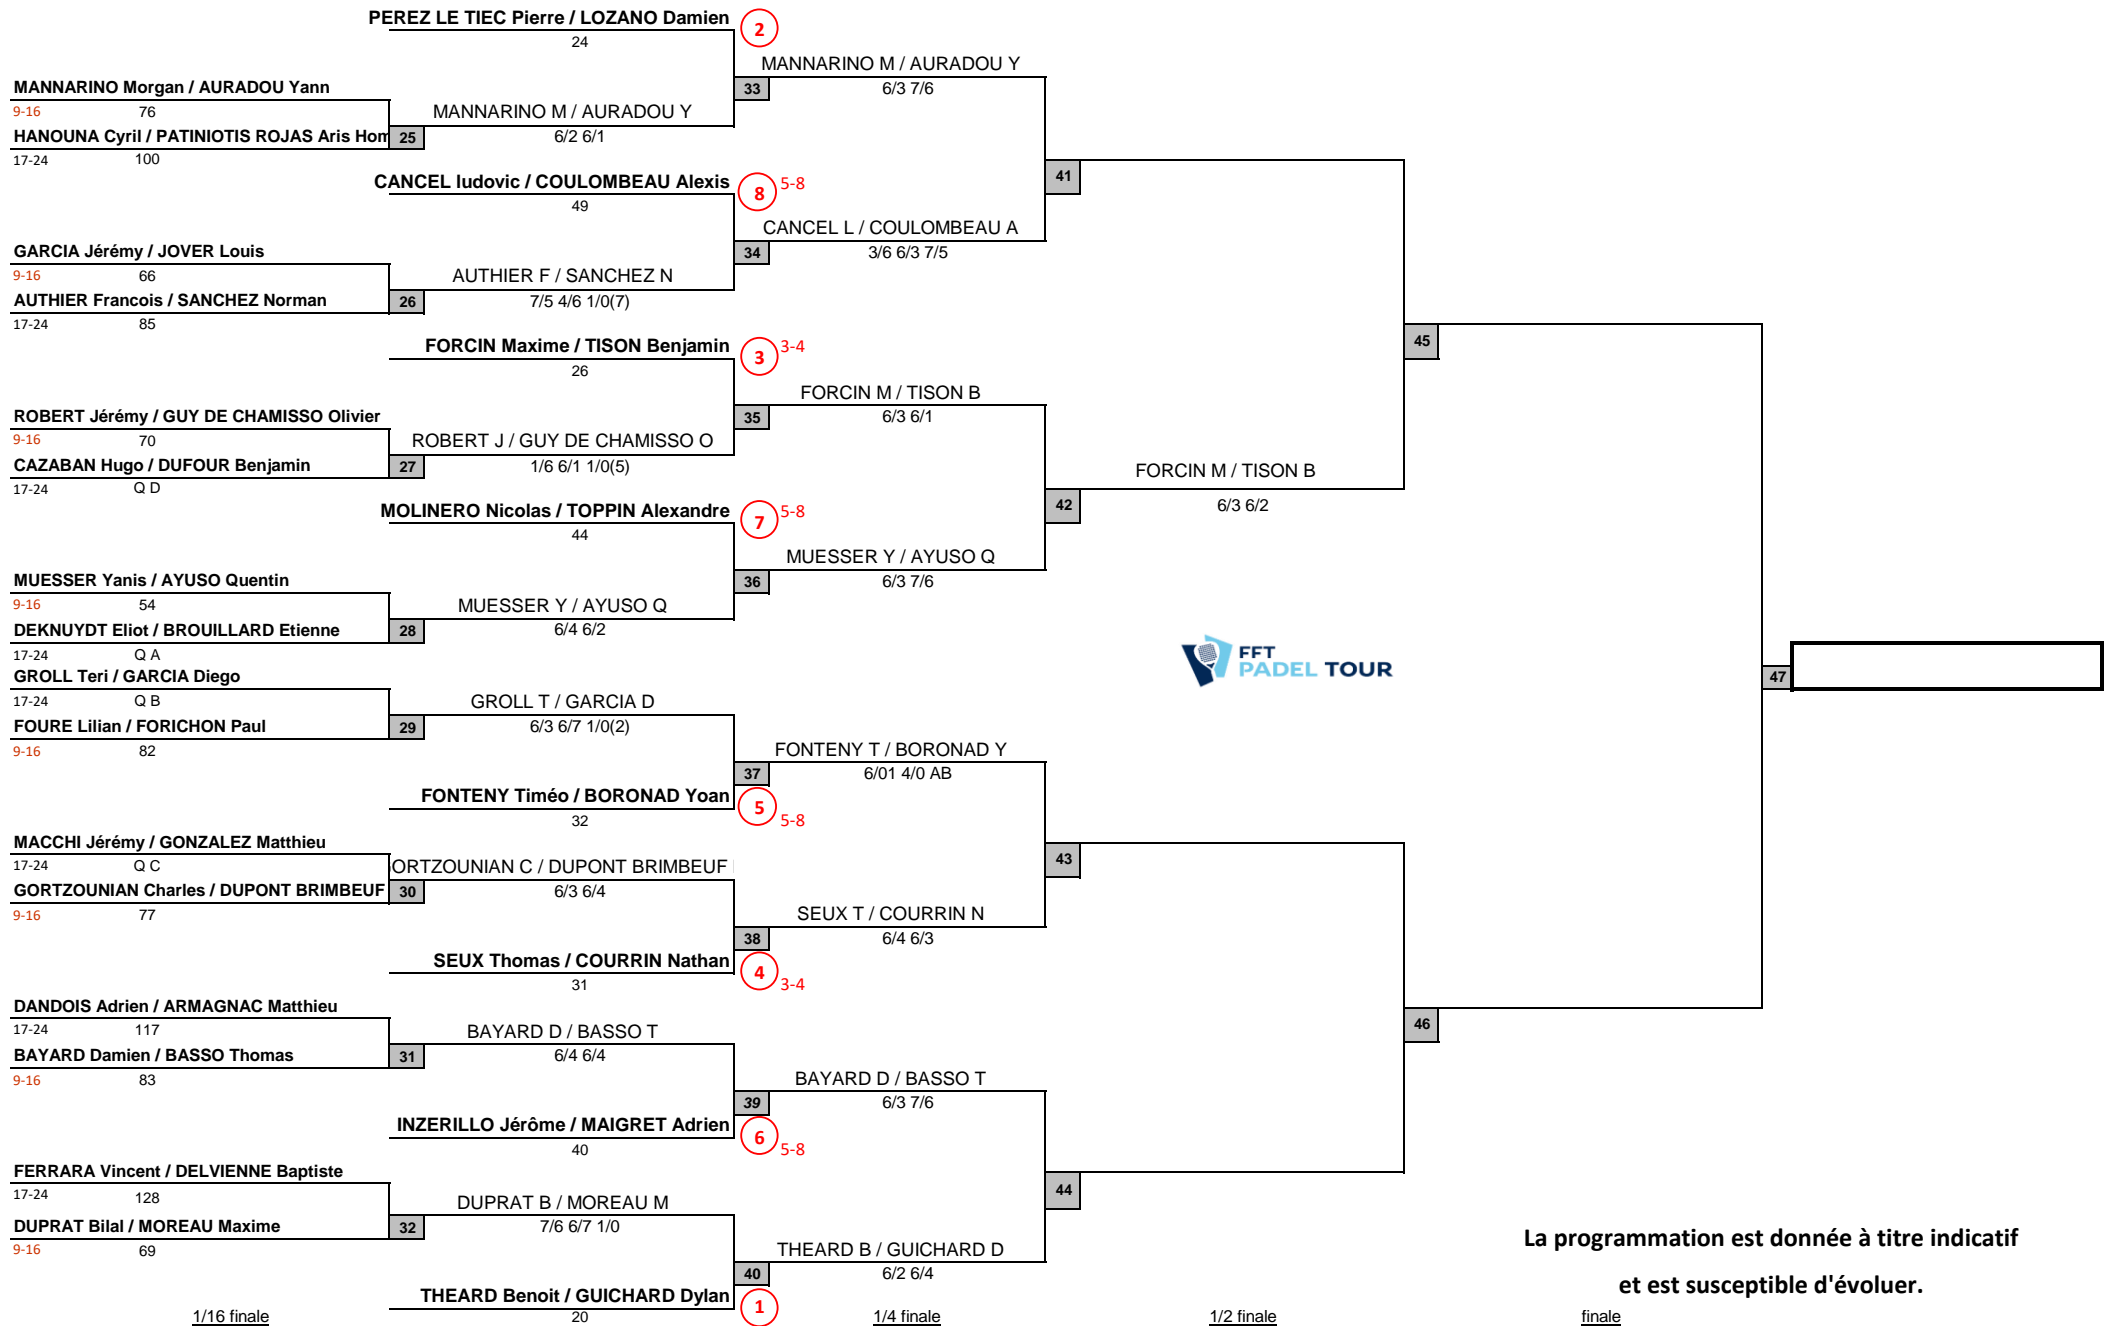 PEREZ LE TIEC Pierre / LOZANO Damien
2
24
MANNARINO M / AURADOU Y
MANNARINO Morgan / AURADOU Yann
33
6/3 7/6
9-16
76
MANNARINO M / AURADOU Y
HANOUNA Cyril / PATINIOTIS ROJAS Aris Hom
25
6/2 6/1
17-24
100
CANCEL ludovic / COULOMBEAU Alexis
8
5-8
41
49
CANCEL L / COULOMBEAU A
GARCIA Jérémy / JOVER Louis
34
3/6 6/3 7/5
9-16
66
AUTHIER F / SANCHEZ N
AUTHIER Francois / SANCHEZ Norman
26
7/5 4/6 1/0(7)
17-24
85
FORCIN Maxime / TISON Benjamin
3
3-4
45
26
FORCIN M / TISON B
ROBERT Jérémy / GUY DE CHAMISSO Olivier
35
6/3 6/1
9-16
70
ROBERT J / GUY DE CHAMISSO O
CAZABAN Hugo / DUFOUR Benjamin
27
1/6 6/1 1/0(5)
FORCIN M / TISON B
17-24
Q D
MOLINERO Nicolas / TOPPIN Alexandre
7
5-8
42
6/3 6/2
44
MUESSER Y / AYUSO Q
MUESSER Yanis / AYUSO Quentin
36
6/3 7/6
9-16
54
MUESSER Y / AYUSO Q
DEKNUYDT Eliot / BROUILLARD Etienne
28
6/4 6/2
17-24
Q A
FFT
PADEL TOUR
GROLL Teri / GARCIA Diego
47
17-24
Q B
GROLL T / GARCIA D
FOURE Lilian / FORICHON Paul
29
6/3 6/7 1/0(2)
9-16
82
FONTENY T / BORONAD Y
37
6/01 4/0 AB
FONTENY Timéo / BORONAD Yoan
5
5-8
32
MACCHI Jérémy / GONZALEZ Matthieu
17-24
Q C
ORTZOUNIAN C / DUPONT BRIMBEUF
43
GORTZOUNIAN Charles / DUPONT BRIMBEUF
30
6/3 6/4
9-16
77
SEUX T / COURRIN N
38
6/4 6/3
SEUX Thomas / COURRIN Nathan
4
3-4
31
DANDOIS Adrien / ARMAGNAC Matthieu
17-24
117
BAYARD D / BASSO T
46
BAYARD Damien / BASSO Thomas
31
6/4 6/4
9-16
83
BAYARD D / BASSO T
39
6/3 7/6
INZERILLO Jérôme / MAIGRET Adrien
6
5-8
40
FERRARA Vincent / DELVIENNE Baptiste
17-24
128
DUPRAT B / MOREAU M
44
DUPRAT Bilal / MOREAU Maxime
32
7/6 6/7 1/0
9-16
69
THEARD B / GUICHARD D
La programmation est donnée à titre indicatif
40
6/2 6/4
et est susceptible d'évoluer.
THEARD Benoit / GUICHARD Dylan
1
20
1/16 finale
1/4 finale
1/2 finale
finale